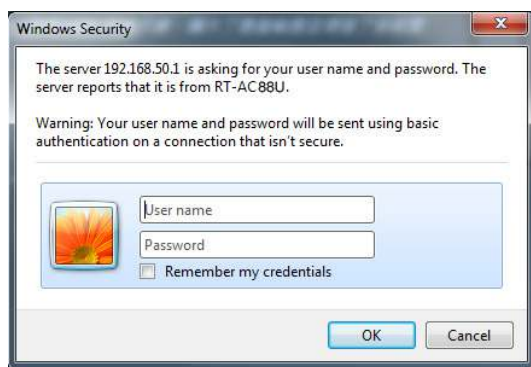 Windows Security
The server 192.168.50.1 is asking for your user name and password. The
server reports that it is from RT-AC88U.
Warning: Your user name and password will be sent using basic
authentication on a connection that isn't secure.
User name
Password
Remember my credentials
OK
Cancel